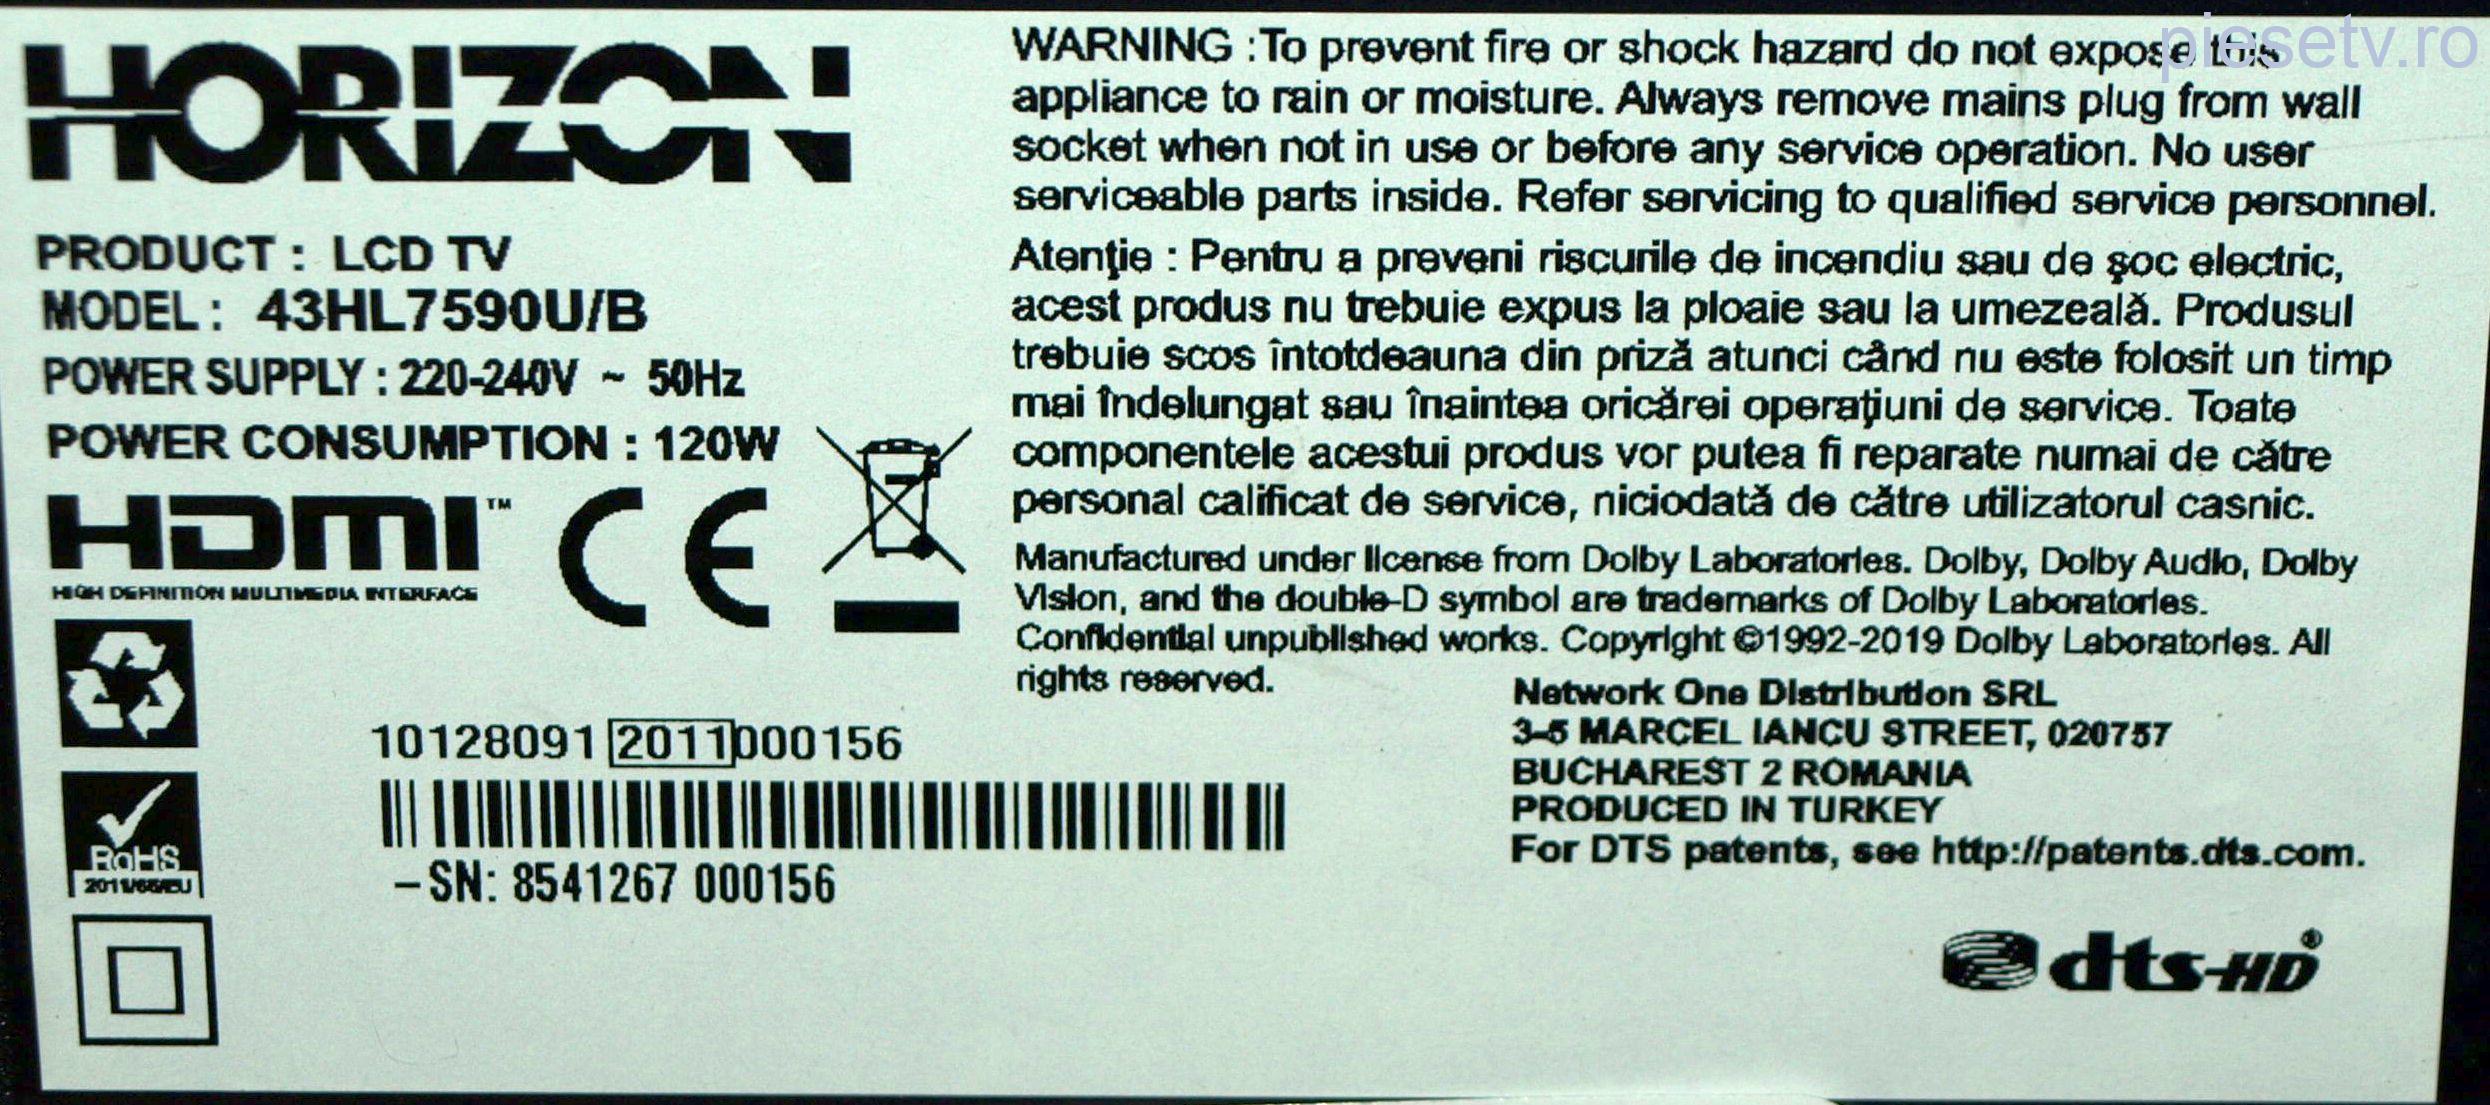 HORIZON
PRODUCT : LCD TV
MODEL : 43HL7590U/B
POWER SUPPLY : 220-240V ~ 50Hz
POWER CONSUMPTION : 120W
HDMI™
HIGH DEFINITION MULTIMEDIA INTERFACE
CE
RoHS
2011/65/EU
10128091 2011000156
–SN: 8541267 000156
piesetv.ro
WARNING :To prevent fire or shock hazard do not expose this
appliance to rain or moisture. Always remove mains plug from wall
socket when not in use or before any service operation. No user
serviceable parts inside. Refer servicing to qualified service personnel.
Atenţie : Pentru a preveni riscurile de incendiu sau de şoc electric,
acest produs nu trebuie expus la ploaie sau la umezeală. Produsul
trebuie scos întotdeauna din priză atunci când nu este folosit un timp
mai îndelungat sau înaintea oricărei operaţiuni de service. Toate
componentele acestui produs vor putea fi reparate numai de către
personal calificat de service, niciodată de către utilizatorul casnic.
Manufactured under license from Dolby Laboratories. Dolby, Dolby Audio, Dolby
Vision, and the double-D symbol are trademarks of Dolby Laboratories.
Confidential unpublished works. Copyright ©1992-2019 Dolby Laboratories. All
rights reserved.
Network One Distribution SRL
3-5 MARCEL IANCU STREET, 020757
BUCHAREST 2 ROMANIA
PRODUCED IN TURKEY
For DTS patents, see http://patents.dts.com.
dts-HD®